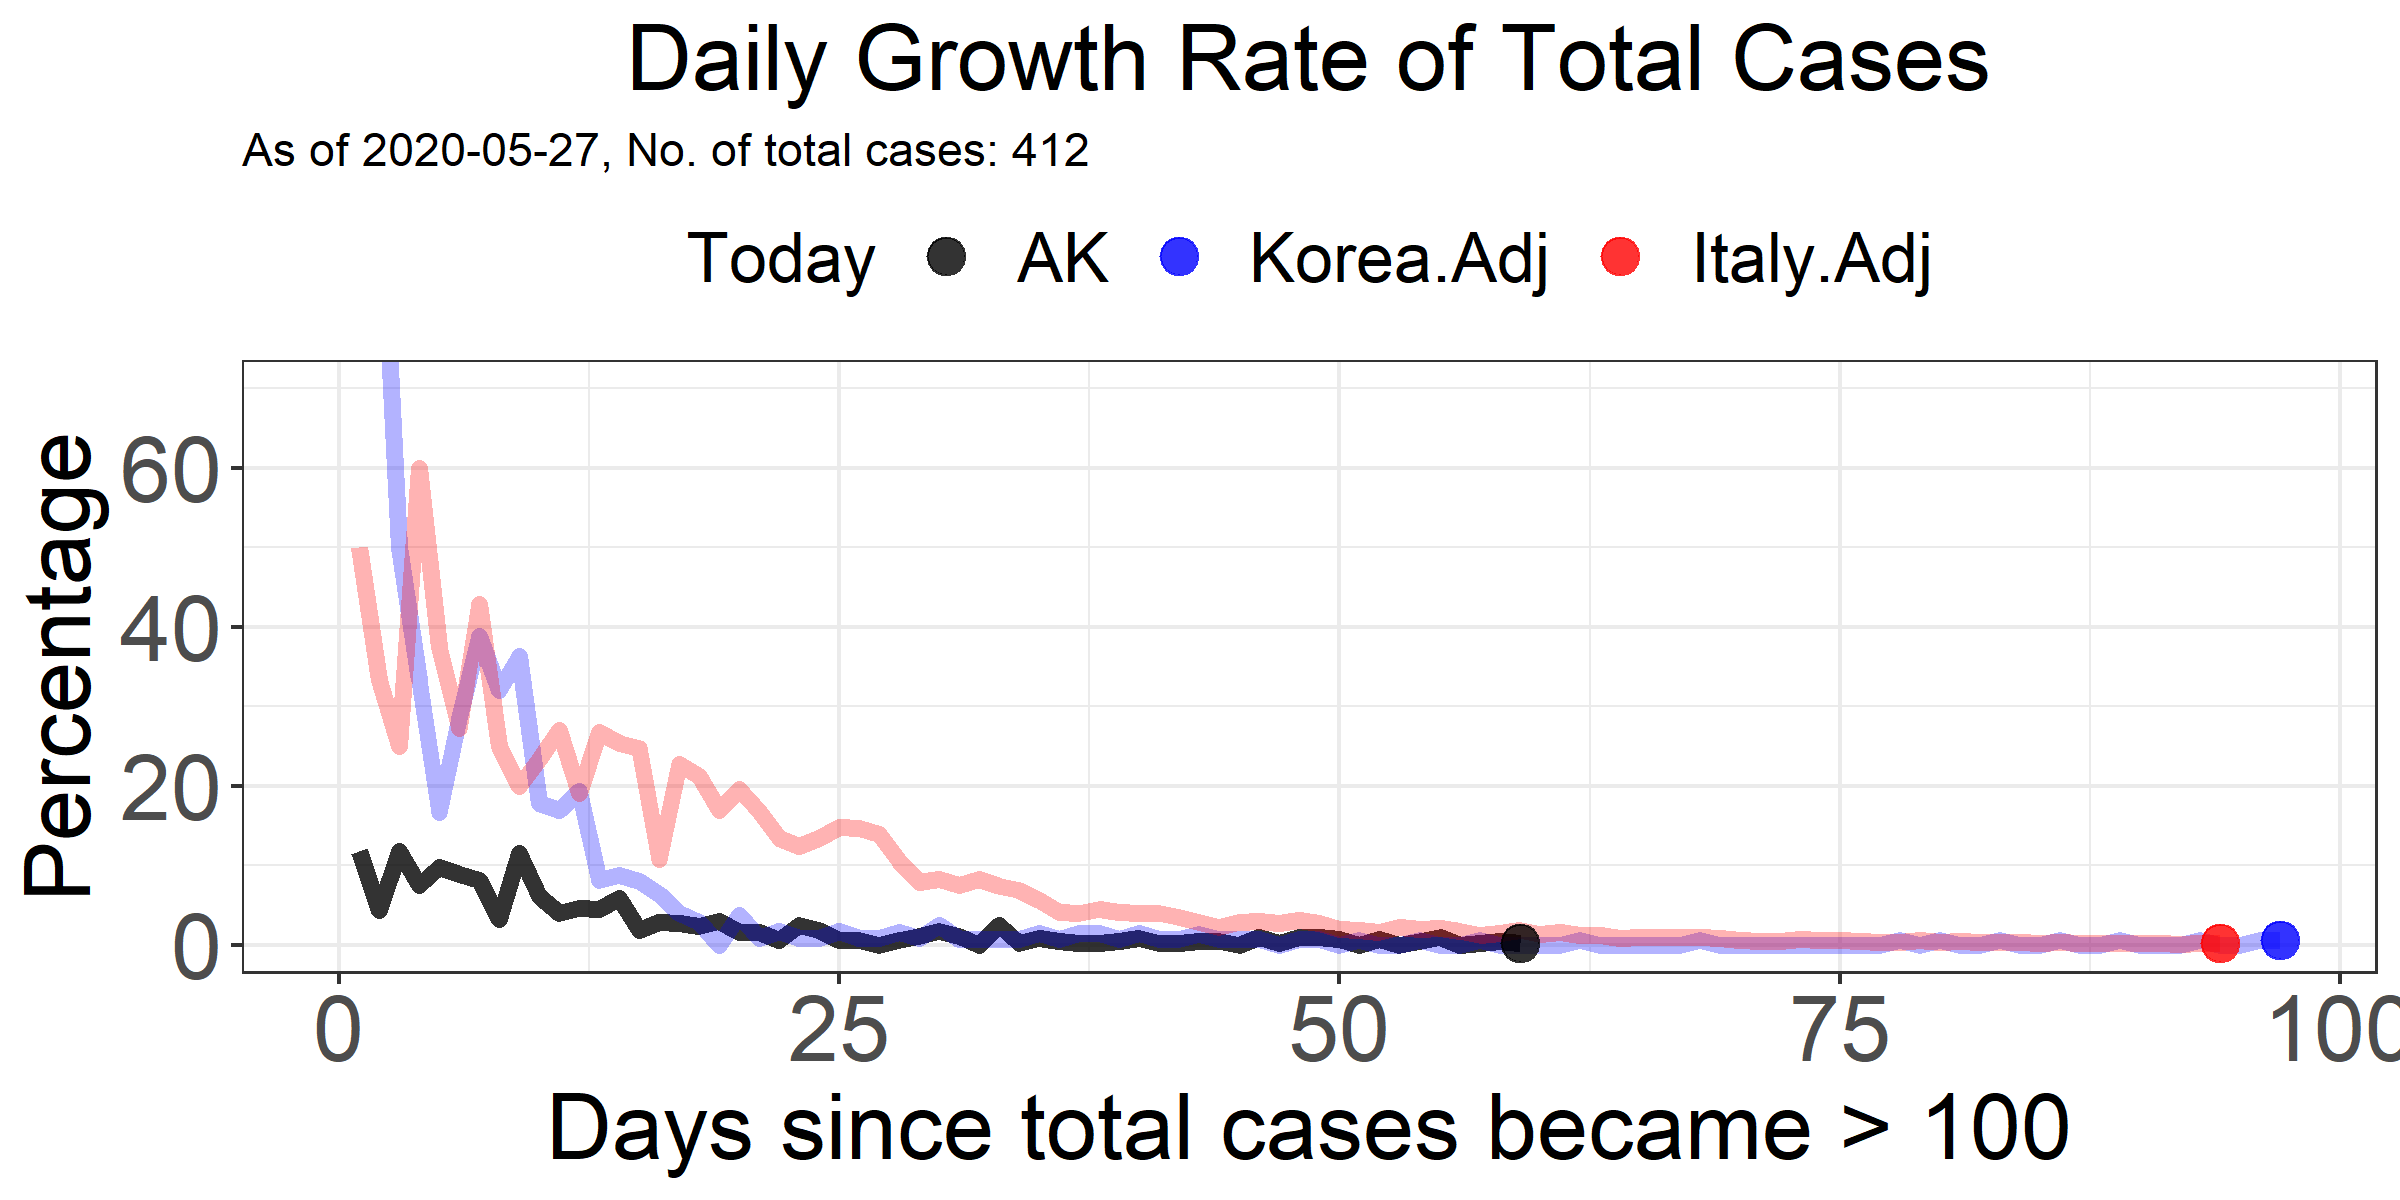 Daily Growth Rate of Total Cases
As of 2020-05-27, No. of total cases: 412
Today AK Korea.Adj Italy.Adj
Percentage
60
40
20
0
0 25 50 75 100
Days since total cases became > 100